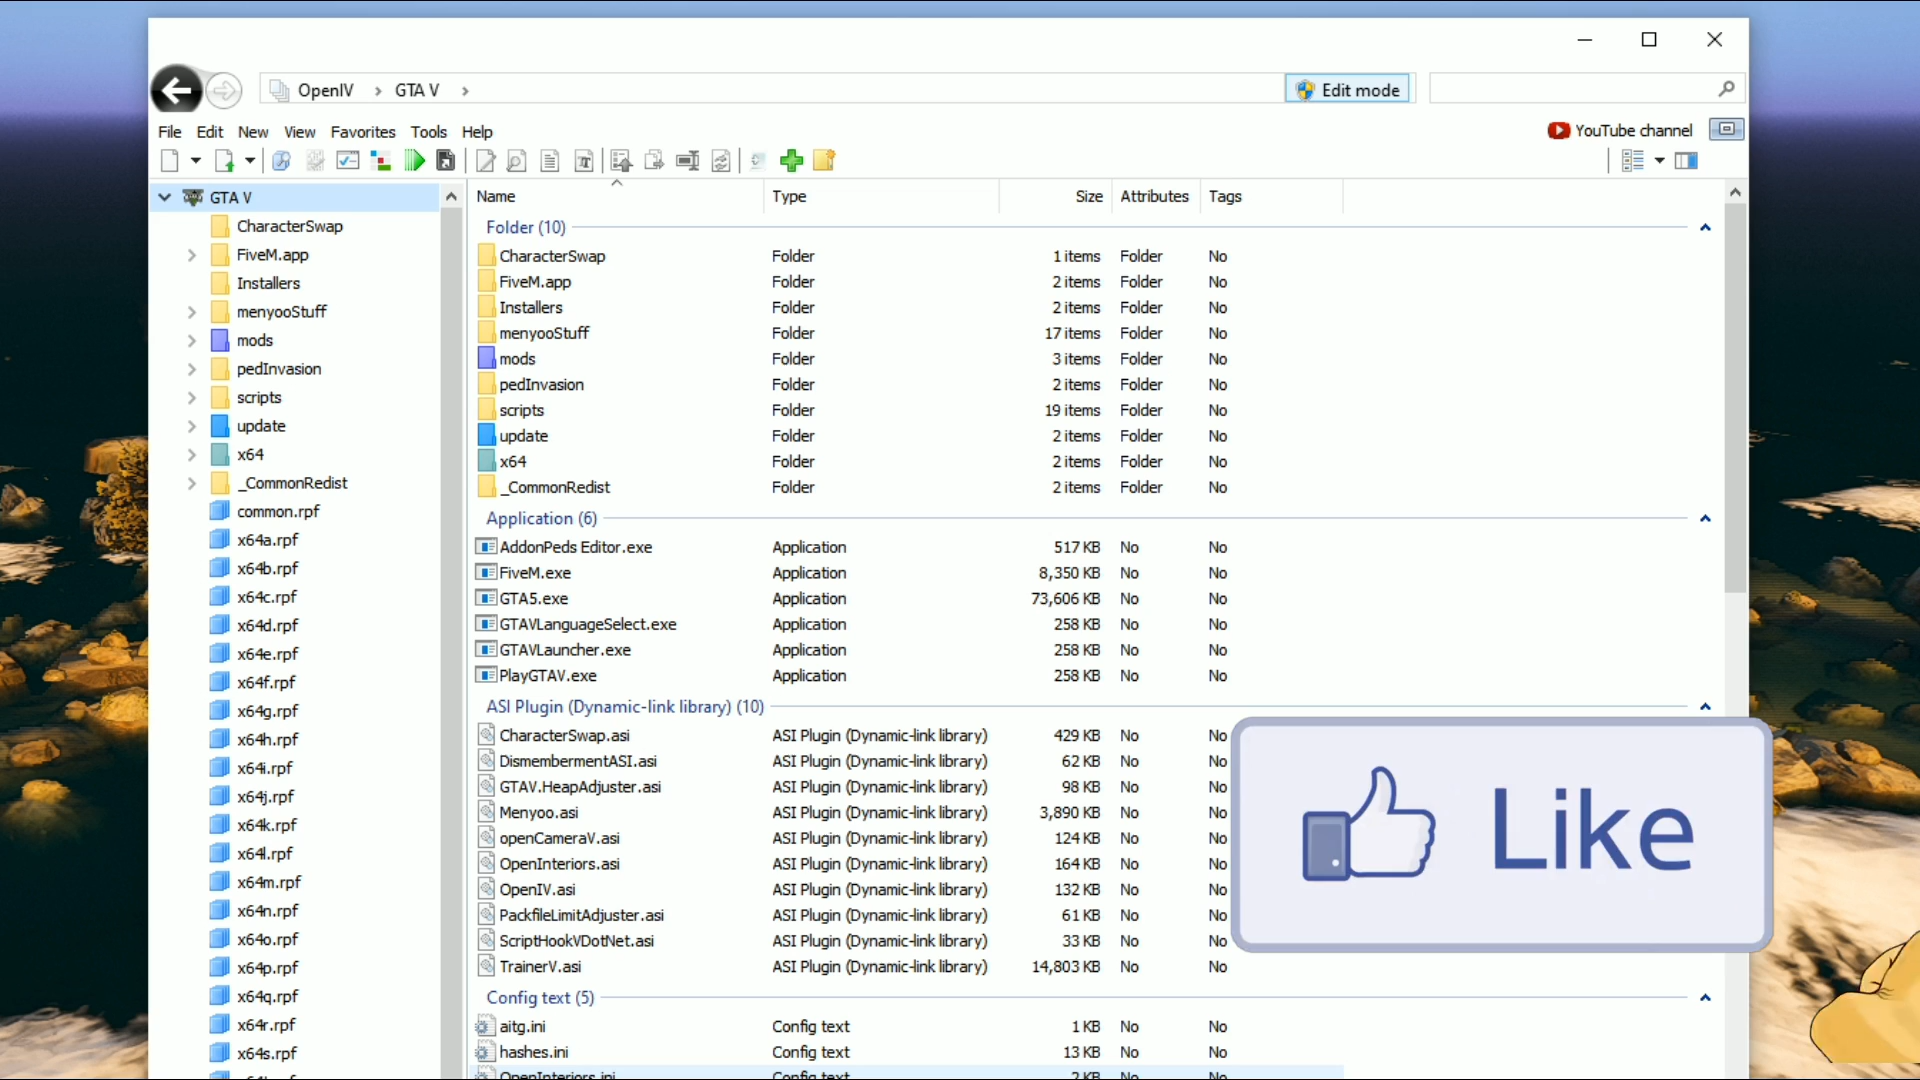 OpenIV > GTA V >
Edit mode
File Edit New View Favorites Tools Help
YouTube channel
GTA V
CharacterSwap
FiveM.app
Installers
menyooStuff
mods
pedInvasion
scripts
update
x64
_CommonRedist
common.rpf
x64a.rpf
x64b.rpf
x64c.rpf
x64d.rpf
x64e.rpf
x64f.rpf
x64g.rpf
x64h.rpf
x64i.rpf
x64j.rpf
x64k.rpf
x64l.rpf
x64m.rpf
x64n.rpf
x64o.rpf
x64p.rpf
x64q.rpf
x64r.rpf
x64s.rpf
Name Type Size Attributes Tags
Folder (10)
CharacterSwap Folder 1 items Folder No
FiveM.app Folder 2 items Folder No
Installers Folder 2 items Folder No
menyooStuff Folder 17 items Folder No
mods Folder 3 items Folder No
pedInvasion Folder 2 items Folder No
scripts Folder 19 items Folder No
update Folder 2 items Folder No
x64 Folder 2 items Folder No
_CommonRedist Folder 2 items Folder No
Application (6)
AddonPeds Editor.exe Application 517 KB No No
FiveM.exe Application 8,350 KB No No
GTA5.exe Application 73,606 KB No No
GTAVLanguageSelect.exe Application 258 KB No No
GTAVLauncher.exe Application 258 KB No No
PlayGTAV.exe Application 258 KB No No
ASI Plugin (Dynamic-link library) (10)
CharacterSwap.asi ASI Plugin (Dynamic-link library) 429 KB No No
DismembermentASI.asi ASI Plugin (Dynamic-link library) 62 KB No No
GTAV.HeapAdjuster.asi ASI Plugin (Dynamic-link library) 98 KB No No
Menyoo.asi ASI Plugin (Dynamic-link library) 3,890 KB No No
openCameraV.asi ASI Plugin (Dynamic-link library) 124 KB No No
OpenInteriors.asi ASI Plugin (Dynamic-link library) 164 KB No No
OpenIV.asi ASI Plugin (Dynamic-link library) 132 KB No No
PackfileLimitAdjuster.asi ASI Plugin (Dynamic-link library) 61 KB No No
ScriptHookVDotNet.asi ASI Plugin (Dynamic-link library) 33 KB No No
TrainerV.asi ASI Plugin (Dynamic-link library) 14,803 KB No No
Config text (5)
aitg.ini Config text 1 KB No No
hashes.ini Config text 13 KB No No
OpenInteriors.ini Config text 2 KB No No
Like